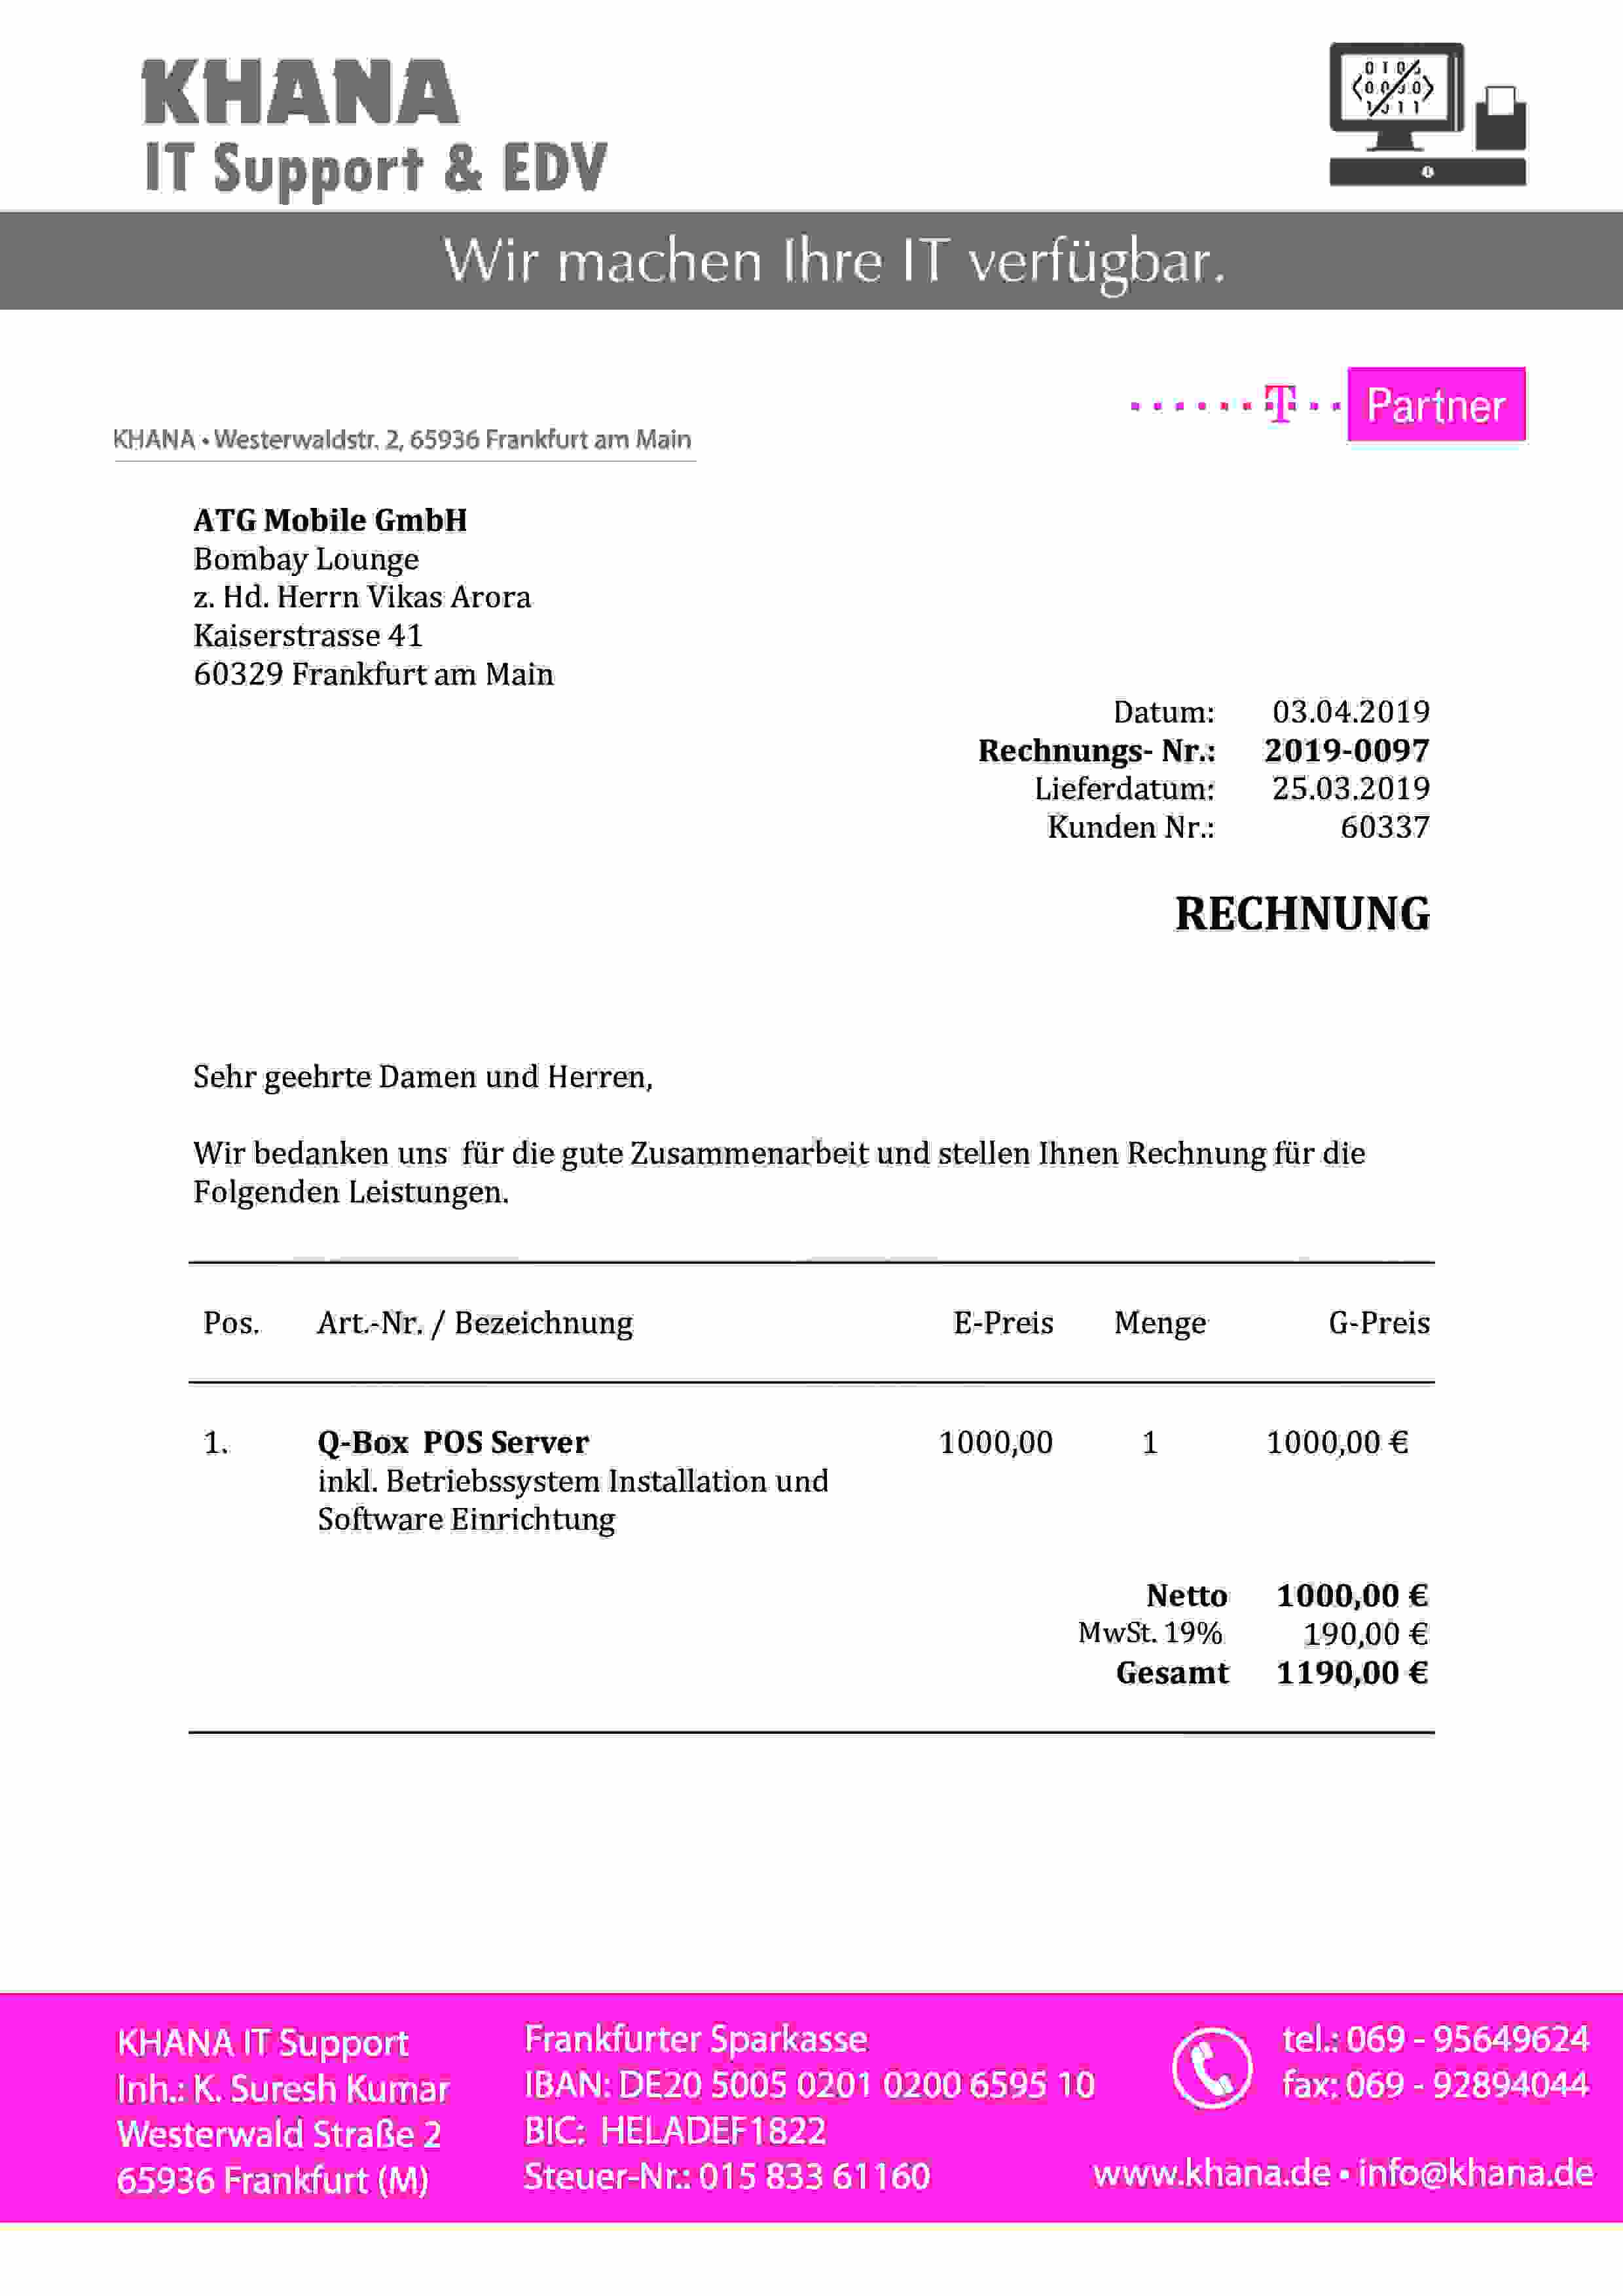 KHANA
IT Support & EDV
Wir machen Ihre IT verfügbar.
T Partner
KHANA • Westerwaldstr. 2, 65936 Frankfurt am Main
ATG Mobile GmbH
Bombay Lounge
z. Hd. Herrn Vikas Arora
Kaiserstrasse 41
60329 Frankfurt am Main
Datum: 03.04.2019
Rechnungs- Nr.: 2019-0097
Lieferdatum: 25.03.2019
Kunden Nr.: 60337
RECHNUNG
Sehr geehrte Damen und Herren,
Wir bedanken uns für die gute Zusammenarbeit und stellen Ihnen Rechnung für die
Folgenden Leistungen.
Pos. Art.-Nr. / Bezeichnung E-Preis Menge G-Preis
1. Q-Box POS Server 1000,00 1 1000,00 €
inkl. Betriebssystem Installation und
Software Einrichtung
Netto 1000,00 €
MwSt. 19% 190,00 €
Gesamt 1190,00 €
KHANA IT Support
Inh.: K. Suresh Kumar
Westerwald Straße 2
65936 Frankfurt (M)
Frankfurter Sparkasse
IBAN: DE20 5005 0201 0200 6595 10
BIC: HELADEF1822
Steuer-Nr.: 015 833 61160
tel.: 069 - 95649624
fax: 069 - 92894044
www.khana.de • info@khana.de